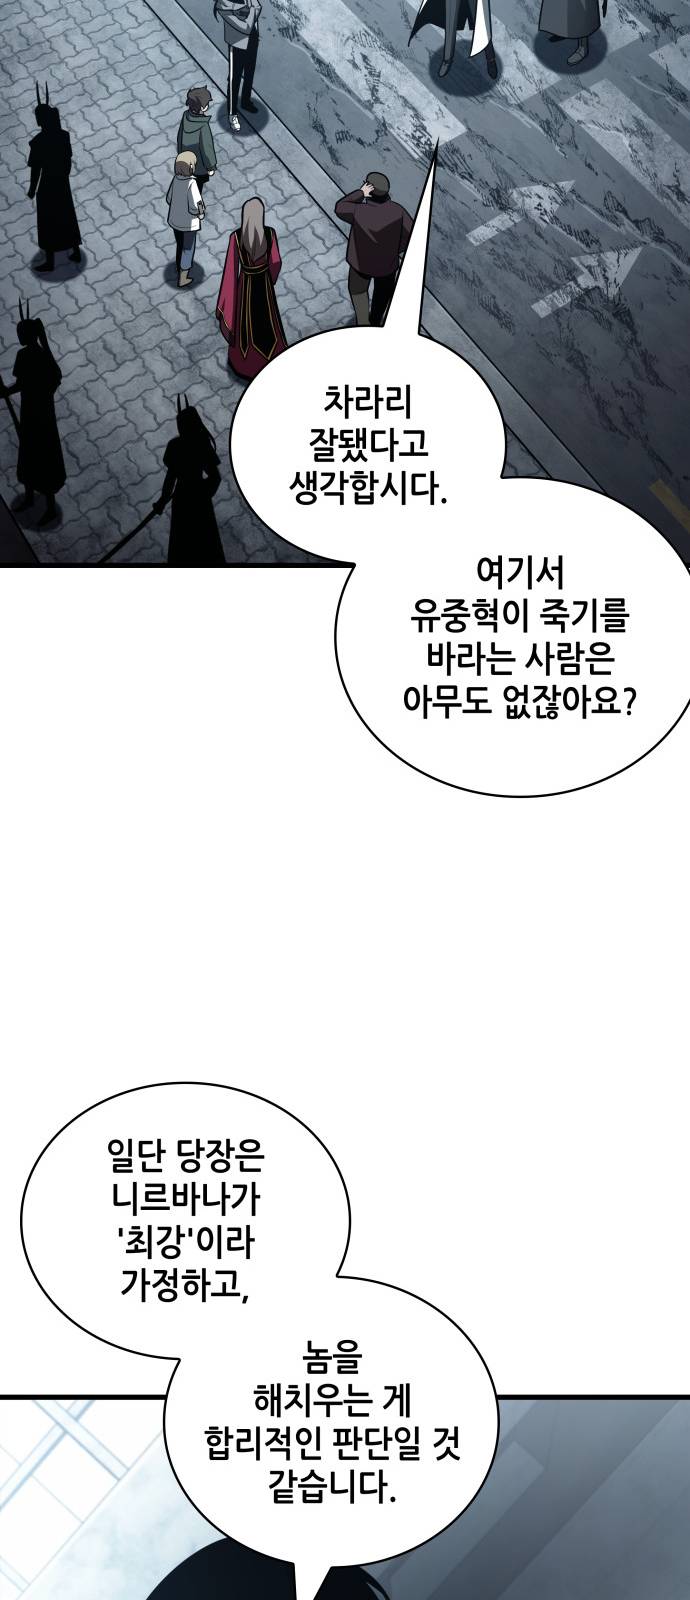 차라리
잘됐다고
생각합시다.
여기서
유중혁이 죽기를
바라는 사람은
아무도 없잖아요?
일단 당장은
니르바나가
'최강'이라
가정하고,
놈을
해치우는 게
합리적인 판단일 것
같습니다.